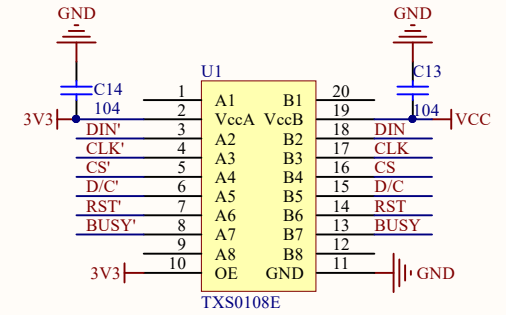 GND GND
U1
C14 C13
104 104
1 A1 B1 20
3V3 2 VccA VccB 19 VCC
DIN' 3 A2 B2 18 DIN
CLK' 4 A3 B3 17 CLK
CS' 5 A4 B4 16 CS
D/C' 6 A5 B5 15 D/C
RST' 7 A6 B6 14 RST
BUSY' 8 A7 B7 13 BUSY
9 A8 B8 12
3V3 10 OE GND 11 GND
TXS0108E